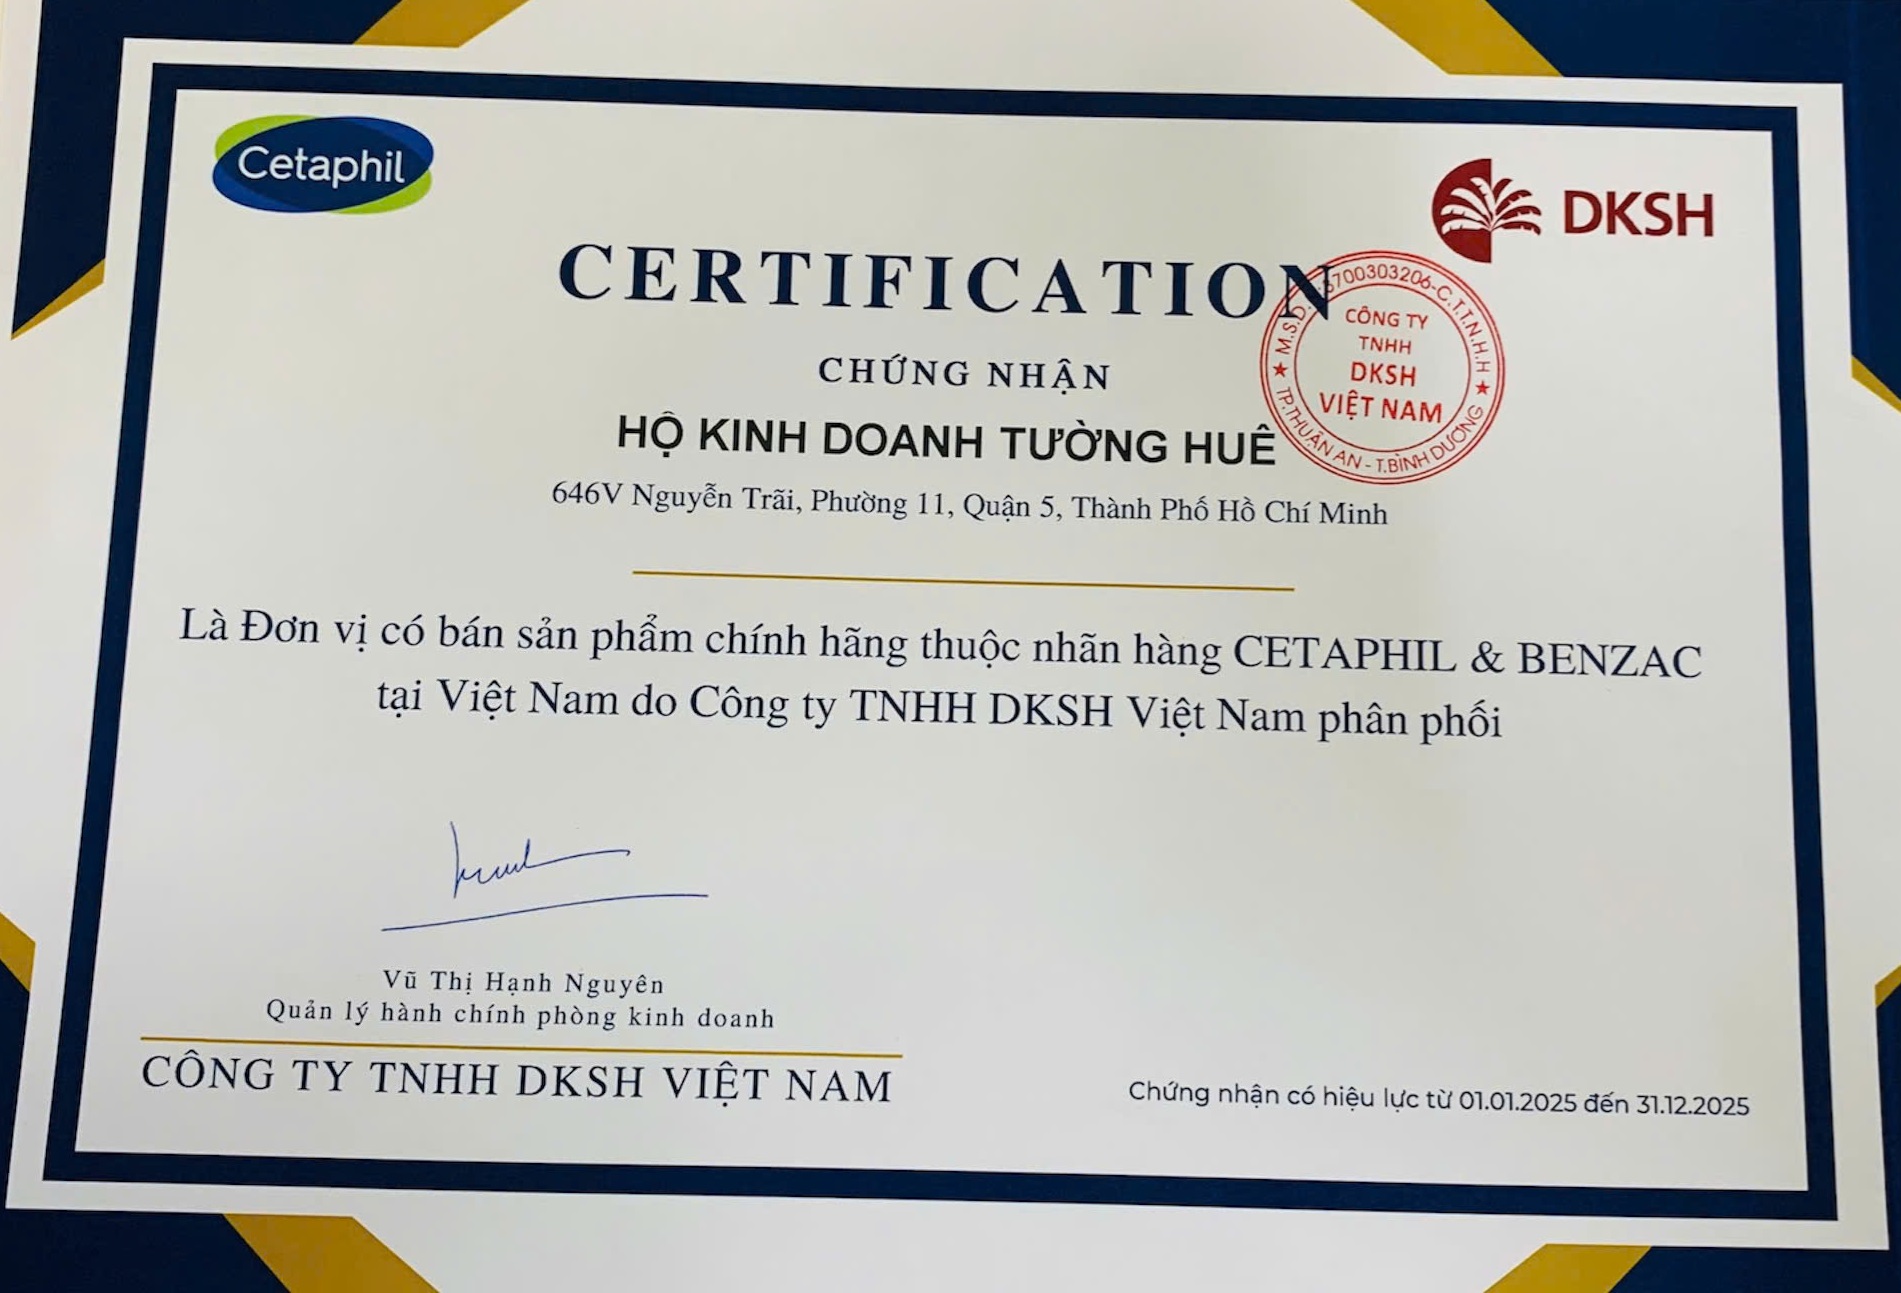 Cetaphil
DKSH
CERTIFICATION
M.S.D.N:3700303206-C.T.T.N.H.H
CÔNG TY
TNHH
DKSH
VIỆT NAM
TP.THUẬN AN - T.BÌNH DƯƠNG
CHỨNG NHẬN
HỘ KINH DOANH TƯỜNG HUÊ
646V Nguyễn Trãi, Phường 11, Quận 5, Thành Phố Hồ Chí Minh
Là Đơn vị có bán sản phẩm chính hãng thuộc nhãn hàng CETAPHIL & BENZAC
tại Việt Nam do Công ty TNHH DKSH Việt Nam phân phối
Vũ Thị Hạnh Nguyên
Quản lý hành chính phòng kinh doanh
CÔNG TY TNHH DKSH VIỆT NAM
Chứng nhận có hiệu lực từ 01.01.2025 đến 31.12.2025